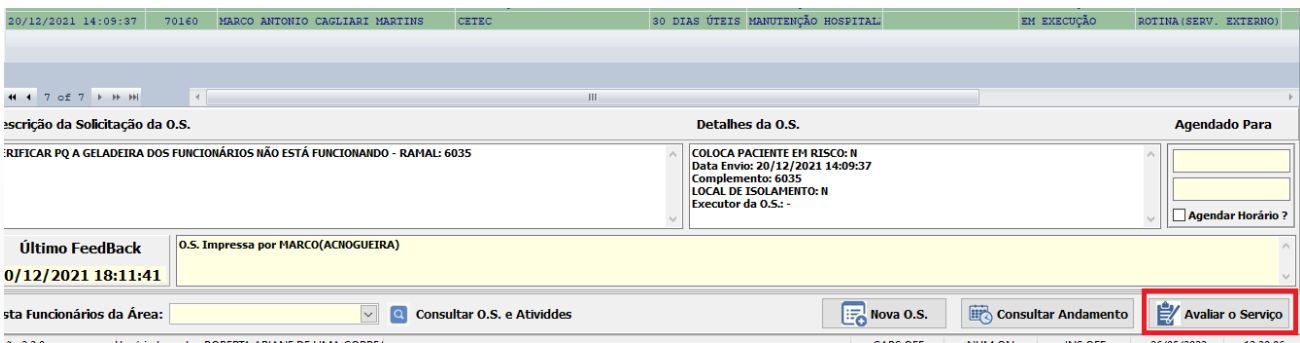 20/12/2021 14:09:37 70160 MARCO ANTONIO CAGLIARI MARTINS CETEC 30 DIAS ÚTEIS MANUTENÇÃO HOSPITAL EM EXECUÇÃO ROTINA(SERV. EXTERNO)
7 of 7
escrição da Solicitação da O.S. Detalhes da O.S. Agendado Para
ERIFICAR PQ A GELADEIRA DOS FUNCIONÁRIOS NÃO ESTÁ FUNCIONANDO - RAMAL: 6035
COLOCA PACIENTE EM RISCO: N
Data Envio: 20/12/2021 14:09:37
Complemento: 6035
LOCAL DE ISOLAMENTO: N
Executor da O.S.: -
Agendar Horário ?
Último FeedBack
0/12/2021 18:11:41
O.S. Impressa por MARCO(ACNOGUEIRA)
sta Funcionários da Área: Consultar O.S. e Atividdes Nova O.S. Consultar Andamento Avaliar o Serviço